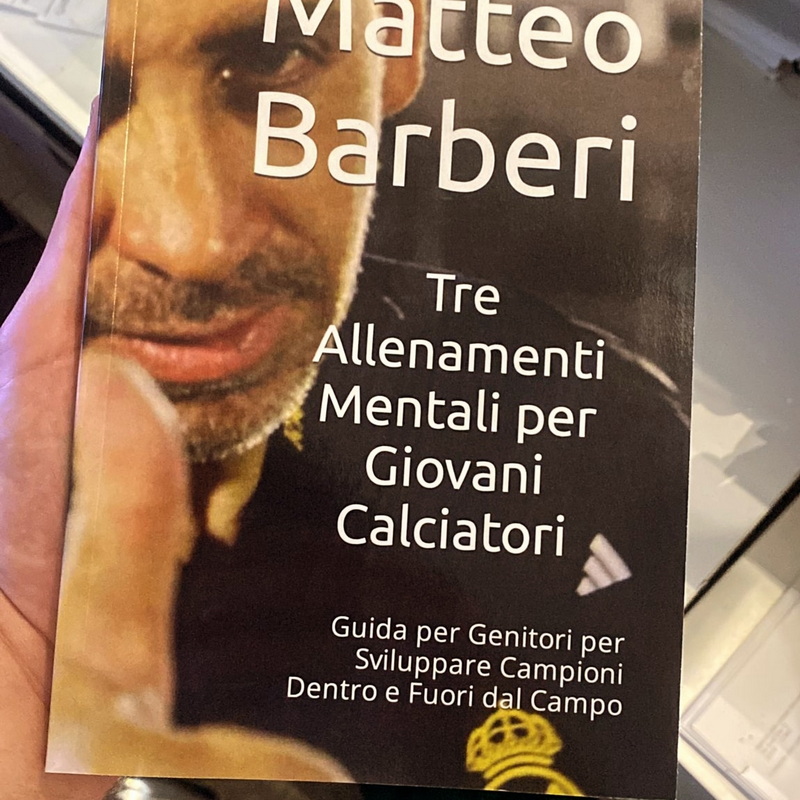 Matteo
Barberi
Tre
Allenamenti
Mentali per
Giovani
Calciatori
Guida per Genitori per
Sviluppare Campioni
Dentro e Fuori dal Campo